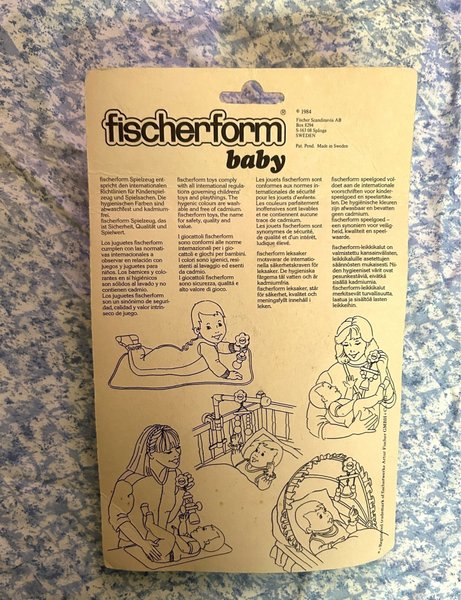 fischerform®
baby
© 1984
Fischer Scandinavia AB
Box 8294
S-163 08 Spånga
SWEDEN
Pat. Pend. Made in Sweden
fischerform Spielzeug ent-
spricht den internationalen
Richtlinien für Kinderspiel-
zeug und Spielsachen. Die
hygienischen Farben sind
abwaschfest und kadmium-
frei.
fischerform Spielzeug, das
ist Sicherheit, Qualität und
Spielwert.
Los juguetes fischerform
cumplen con las normati-
vas internacionales a
observar en relación con
juegos y juguetes para
niños. Los barnices y colo-
rantes en si higiénicos
son sólidos al lavado y no
contienen cadmio.
Los juguetes fischerform
son un sinónimo de seguri-
dad, calidad y valor intrín-
seco de juego.
fischerform toys comply
with all international regula-
tions governing childrens'
toys and playthings. The
hygenic colours are wash-
able and free of cadmium.
fischerform toys, the name
for safety, quality and
value.
I giocattoli fischerform
sono conformi alle norme
internazionali per i gio-
cattoli e giochi per bambini.
I colori sono igienici, resi-
stenti al lavaggio ed esenti
da cadmio.
I giocattoli fischerform
sono sicurezza, qualità e
alto valore di gioco.
Les jouets fischerform sont
conformes aux normes in-
ternationales de sécurité
pour les jouets d'enfants.
Les couleurs parfaitement
inoffensives sont lavables
et ne contiennent aucune
trace de cadmium.
Les jouets fischerform sont
synonymes de sécurité,
de qualité et d'un intérêt,
ludique élevé.
fischerform leksaker
motsvarar de internatio-
nella säkerhetskraven för
leksaker. De hygieniska
färgerna tål vatten och är
kadmiumfria.
fischerform leksaker, står
för säkerhet, kvalitet och
meningsfyllt innehåll i
leken.
fischerform speelgoed vol-
doet aan de internationale
voorschriften voor kinder-
speelgoed en speelartike-
len. De hygiënische kleuren
zijn afwasbaar en bevatten
geen cadmium.
fischerform speelgoed –
een synoniem voor veilig-
heid, kwaliteit en speel-
waarde.
fischerform-leikkikalut on
valmistettu kansainvälisten,
leikkikaluille asetettujen
säännösten mukaisesti. Nii-
den hygieeniset värit ovat
pesunkestäviä, eivätkä
sisällä kadmiumia.
fischerform-leikkikalut
merkitsevät turvallisuutta,
laatua ja sisältöä lasten
leikkeihin.
® = Registered Trademark of fischerwerke Artur Fischer GMBH